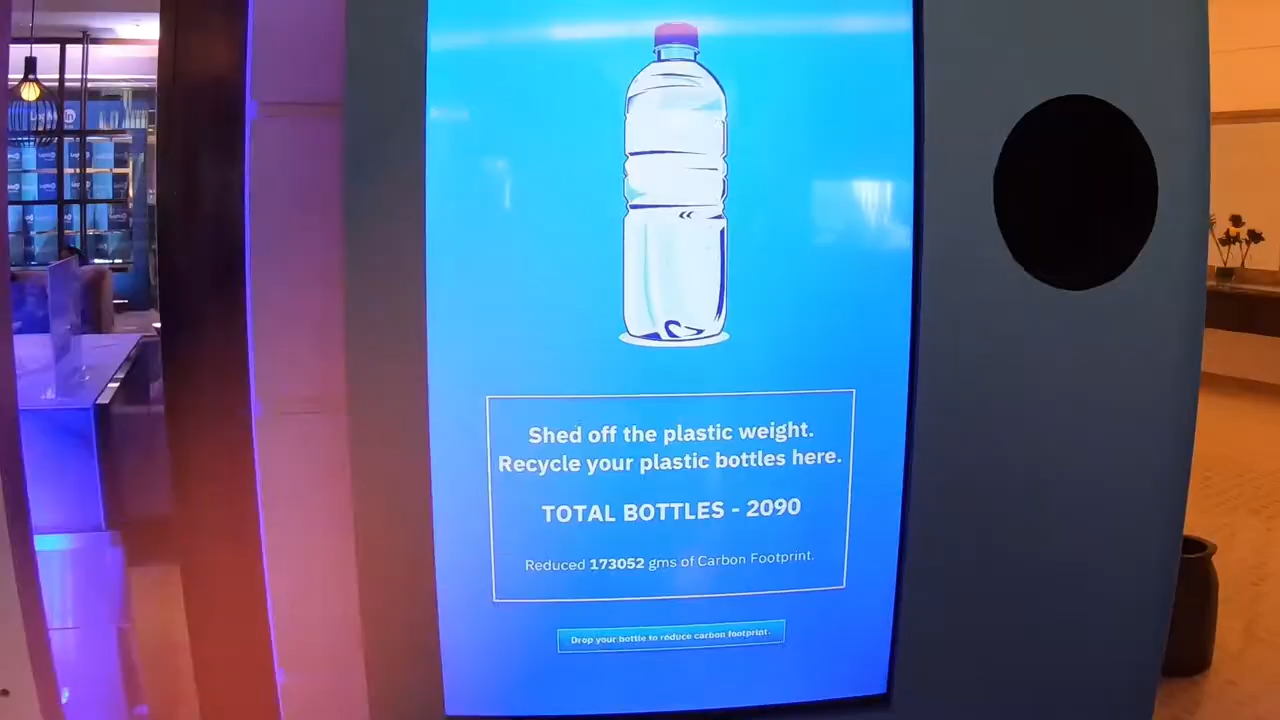 Shed off the plastic weight.
Recycle your plastic bottles here.
TOTAL BOTTLES - 2090
Reduced 173052 gms of Carbon Footprint.
Drop your bottle to reduce carbon footprint.